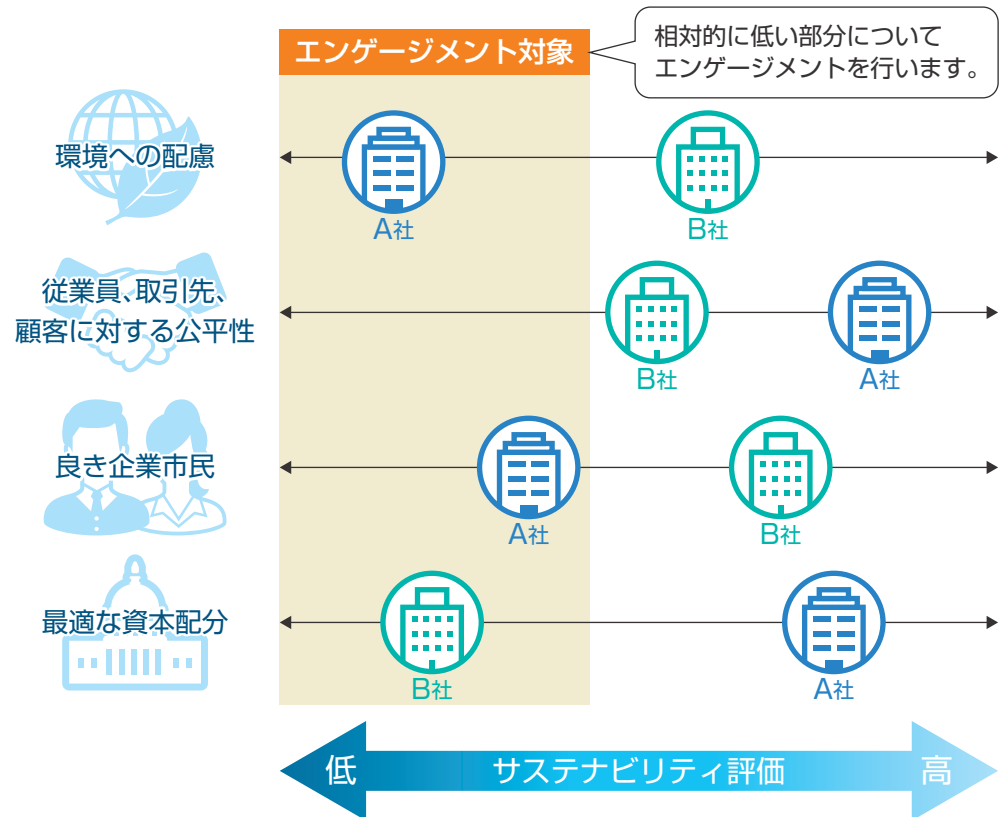 エンゲージメント対象
相対的に低い部分について
エンゲージメントを行います。
環境への配慮
A社
B社
従業員、取引先、
顧客に対する公平性
B社
A社
良き企業市民
A社
B社
最適な資本配分
B社
A社
低
サステナビリティ評価
高